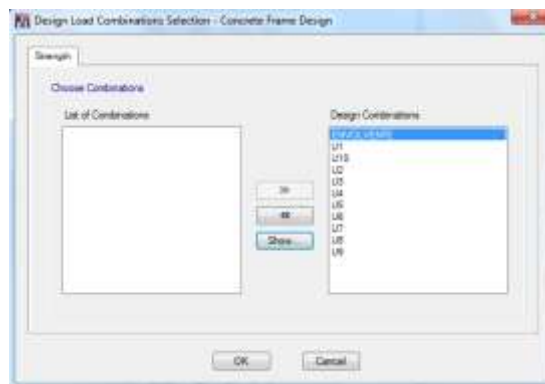 Design Load Combinations Selection - Concrete Frame Design
Strength
Choose Combinations
List of Combinations
Design Combinations
ENVOLVENTE
U1
U10
U2
U3
U4
U5
U6
U7
U8
U9
>>
<<
Show...
OK
Cancel